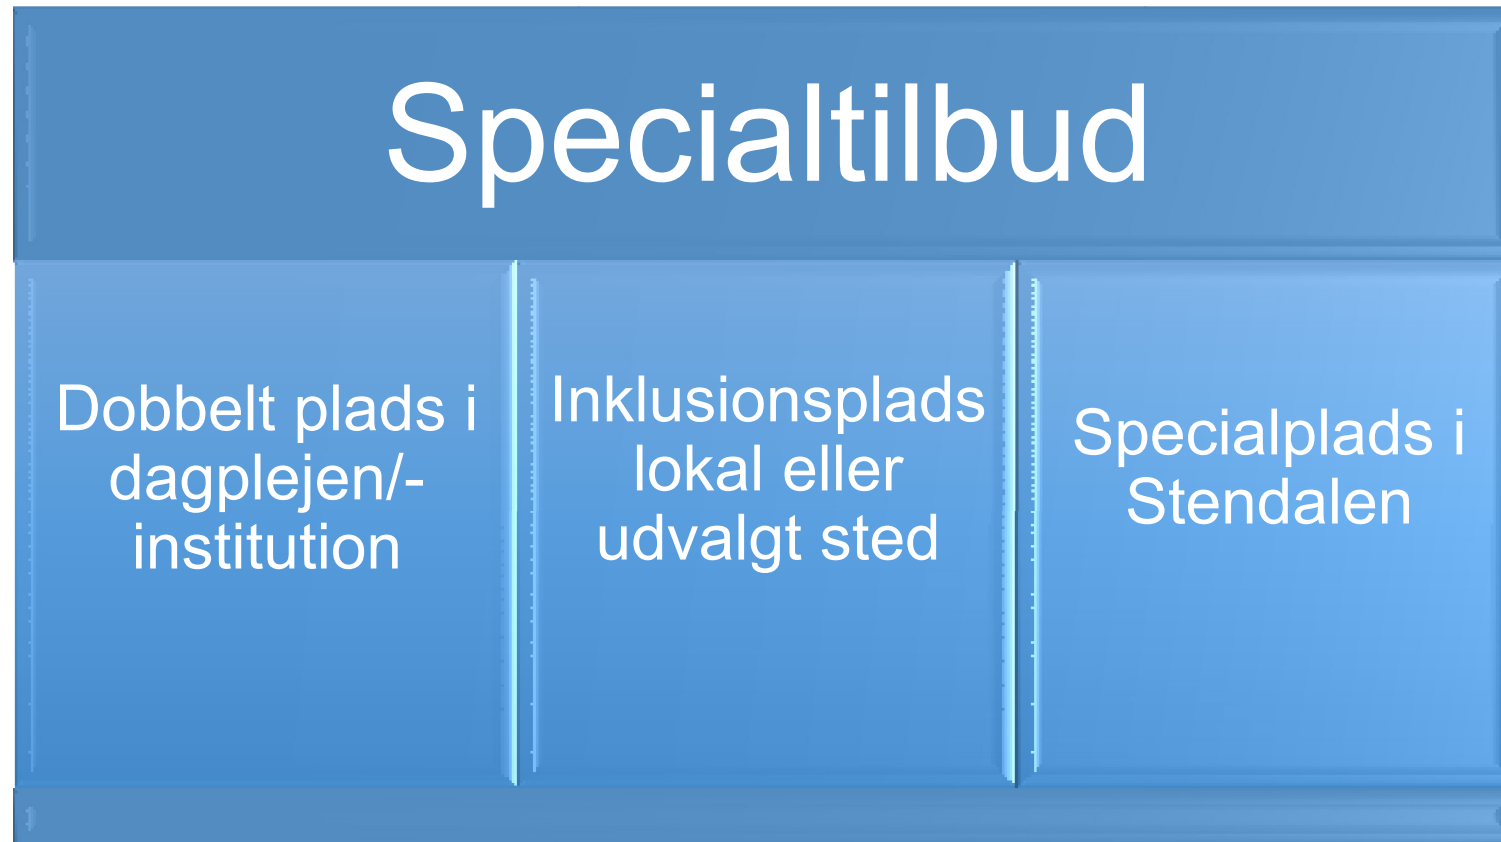 Specialtilbud
Dobbelt plads i
dagplejen/-
institution
Inklusionsplads
lokal eller
udvalgt sted
Specialplads i
Stendalen